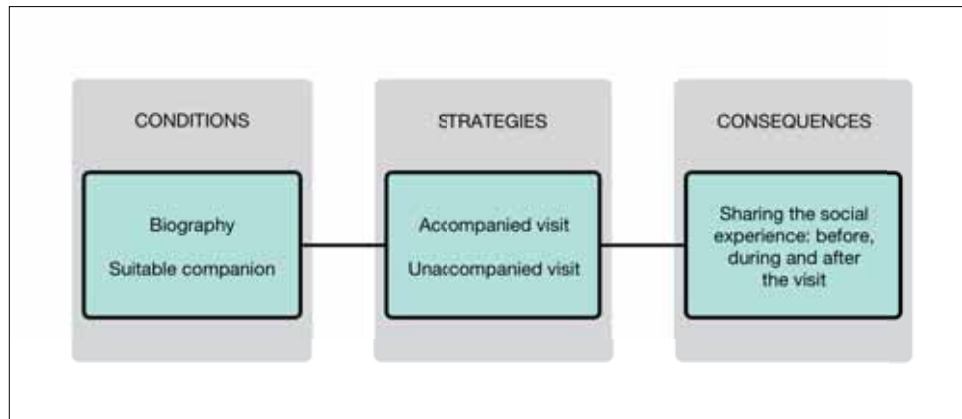 CONDITIONS
Biography
Suitable companion
STRATEGIES
Accompanied visit
Unaccompanied visit
CONSEQUENCES
Sharing the social
experience: before,
during and after
the visit